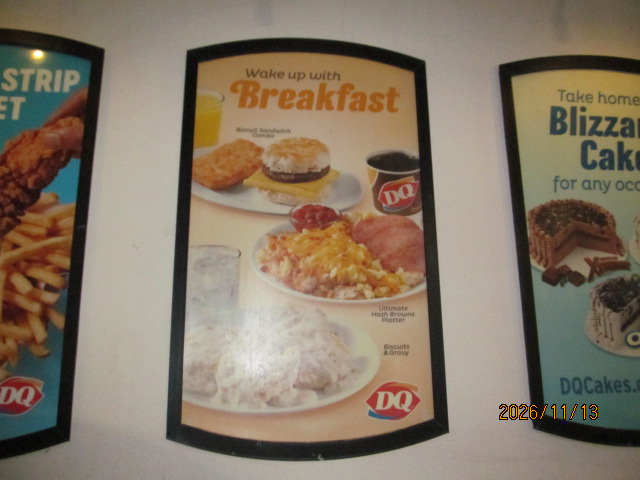 STRIP
ET
DQ
Wake up with
Breakfast
Biscuit Sandwich
Combo
DQ
Ultimate
Hash Browns
Platter
Biscuits
& Gravy
DQ
Take home
Blizza
Cak
for any occ
DQCakes.
2026/11/13